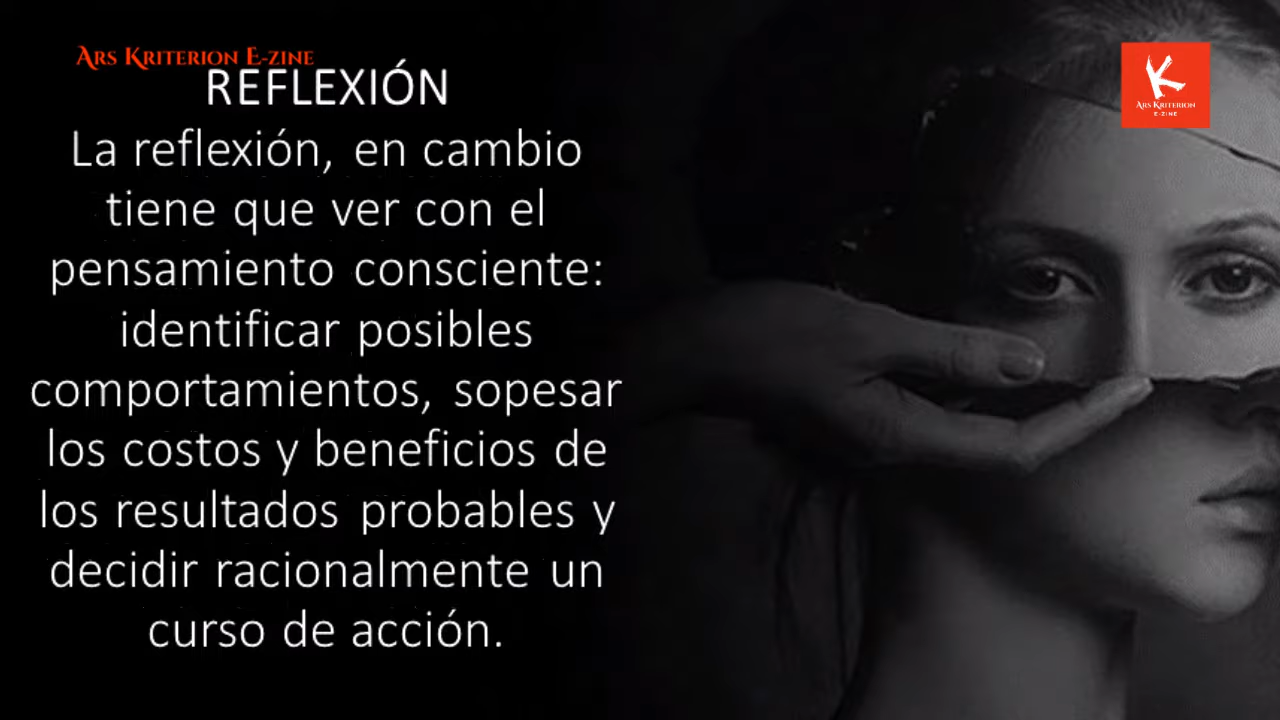 ARS KRITERION E-ZINE
REFLEXIÓN
La reflexión, en cambio
tiene que ver con el
pensamiento consciente:
identificar posibles
comportamientos, sopesar
los costos y beneficios de
los resultados probables y
decidir racionalmente un
curso de acción.
K
ARS KRITERION
E-ZINE